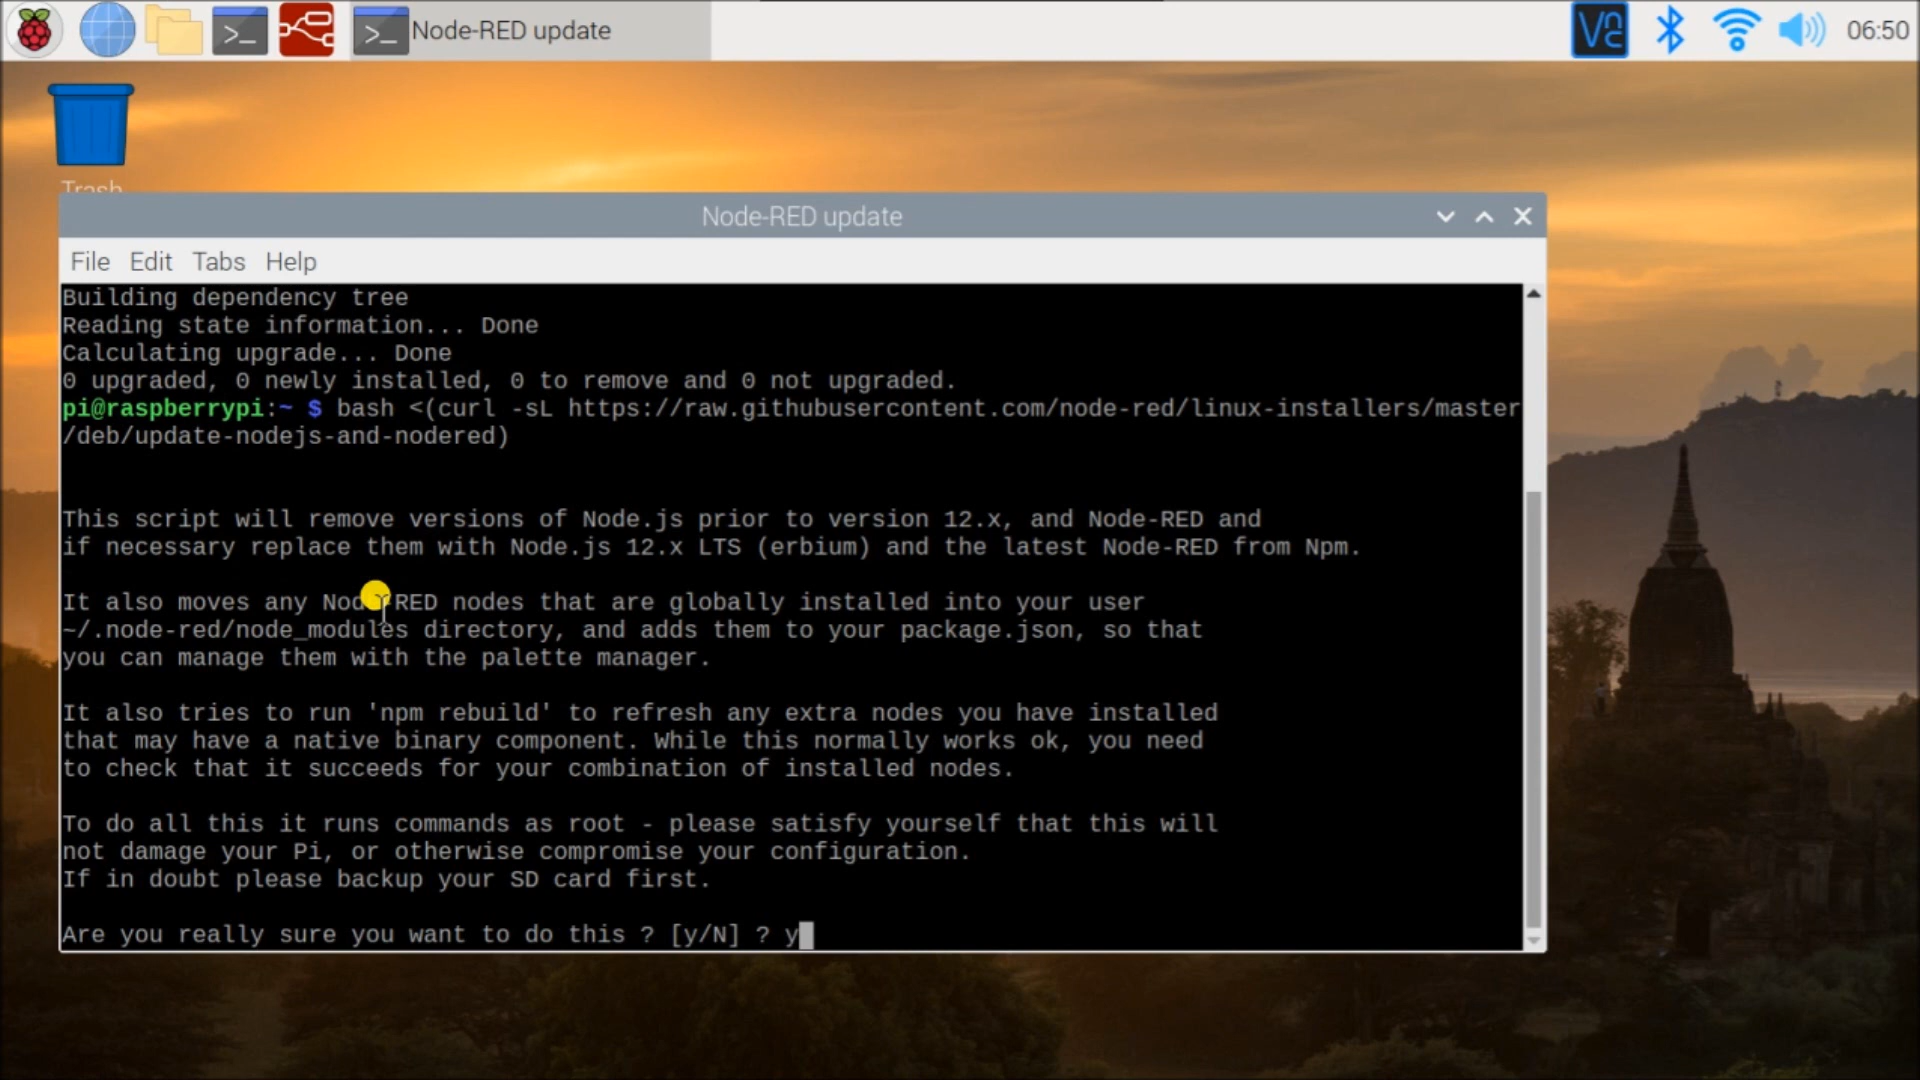 Node-RED update
VNC
06:50
Trash
Node-RED update
File Edit Tabs Help
Building dependency tree
Reading state information... Done
Calculating upgrade... Done
0 upgraded, 0 newly installed, 0 to remove and 0 not upgraded.
pi@raspberrypi:~ $ bash <(curl -sL https://raw.githubusercontent.com/node-red/linux-installers/master
/deb/update-nodejs-and-nodered)
This script will remove versions of Node.js prior to version 12.x, and Node-RED and
if necessary replace them with Node.js 12.x LTS (erbium) and the latest Node-RED from Npm.
It also moves any Node-RED nodes that are globally installed into your user
~/.node-red/node_modules directory, and adds them to your package.json, so that
you can manage them with the palette manager.
It also tries to run 'npm rebuild' to refresh any extra nodes you have installed
that may have a native binary component. While this normally works ok, you need
to check that it succeeds for your combination of installed nodes.
To do all this it runs commands as root - please satisfy yourself that this will
not damage your Pi, or otherwise compromise your configuration.
If in doubt please backup your SD card first.
Are you really sure you want to do this ? [y/N] ? y